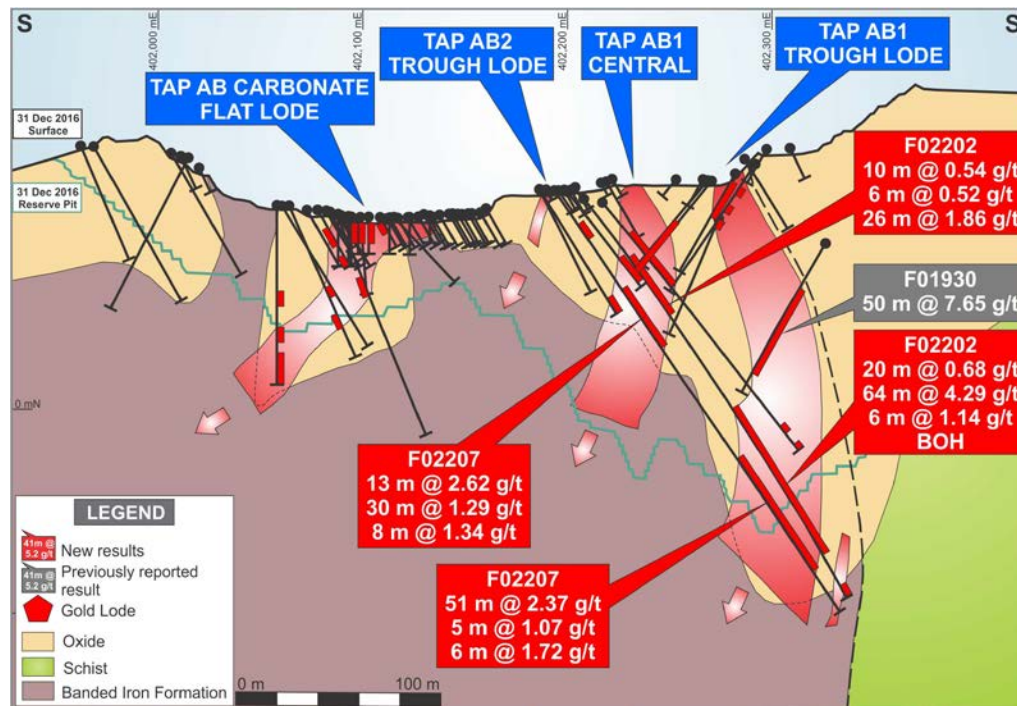 S
S
402,000 mE
402,100 mE
402,200 mE
402,300 mE
TAP AB CARBONATE
FLAT LODE
TAP AB2
TROUGH LODE
TAP AB1
CENTRAL
TAP AB1
TROUGH LODE
31 Dec 2016
Surface
31 Dec 2016
Reserve Pit
F02202
10 m @ 0.54 g/t
6 m @ 0.52 g/t
26 m @ 1.86 g/t
F01930
50 m @ 7.65 g/t
F02202
20 m @ 0.68 g/t
64 m @ 4.29 g/t
6 m @ 1.14 g/t
BOH
0 mN
F02207
13 m @ 2.62 g/t
30 m @ 1.29 g/t
8 m @ 1.34 g/t
F02207
51 m @ 2.37 g/t
5 m @ 1.07 g/t
6 m @ 1.72 g/t
LEGEND
41m @
5.2 g/t
New results
41m @
5.2 g/t
Previously reported
result
Gold Lode
Oxide
Schist
Banded Iron Formation
0 m
100 m